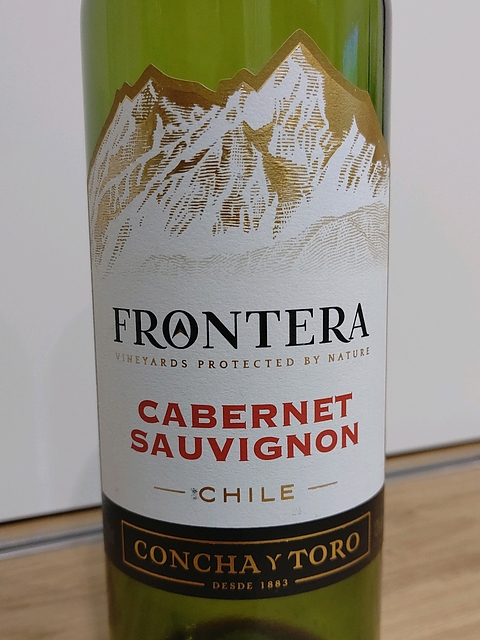 FRONTERA
VINEYARDS PROTECTED BY NATURE
CABERNET
SAUVIGNON
CHILE
CONCHA Y TORO
DESDE 1883